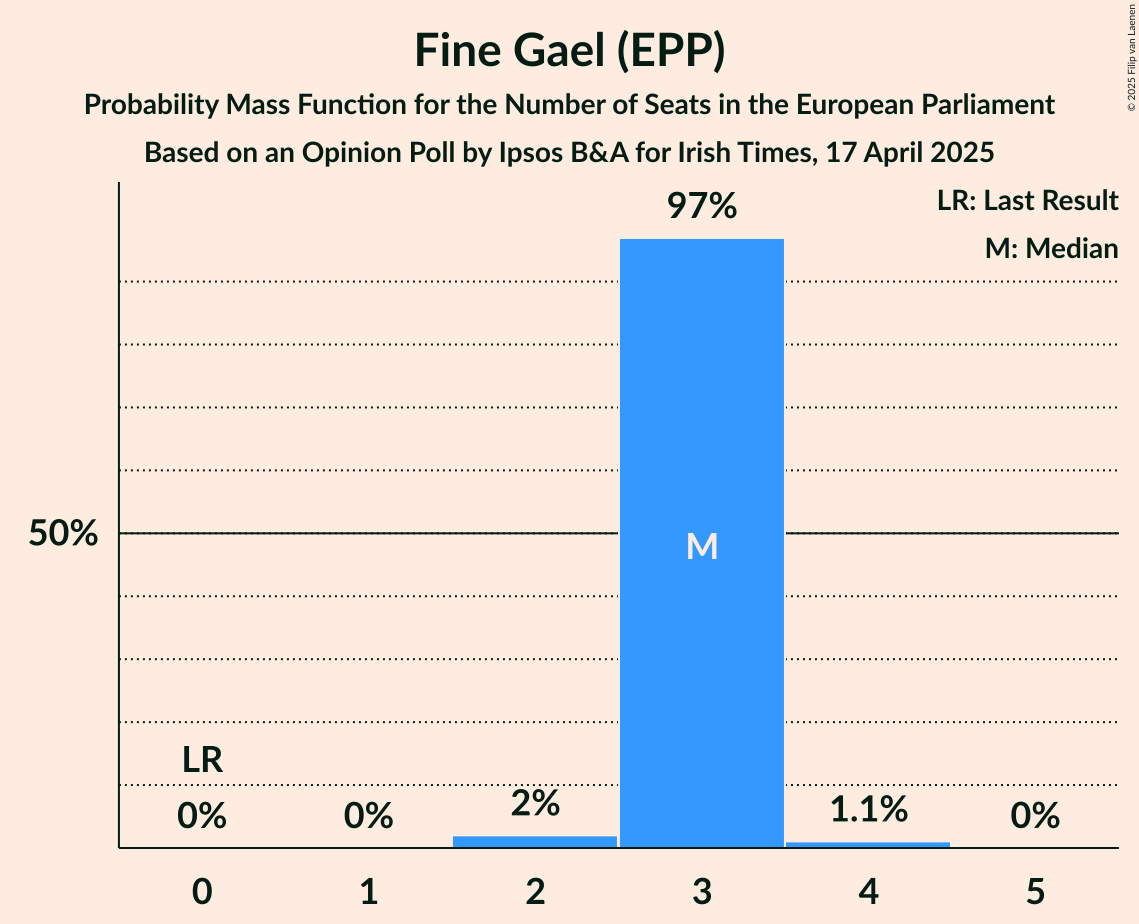 Fine Gael (EPP)
Probability Mass Function for the Number of Seats in the European Parliament
Based on an Opinion Poll by Ipsos B&A for Irish Times, 17 April 2025
© 2025 Filip van Laenen
LR: Last Result
M: Median
97%
50%
M
LR
0%
0%
2%
1.1%
0%
0
1
2
3
4
5